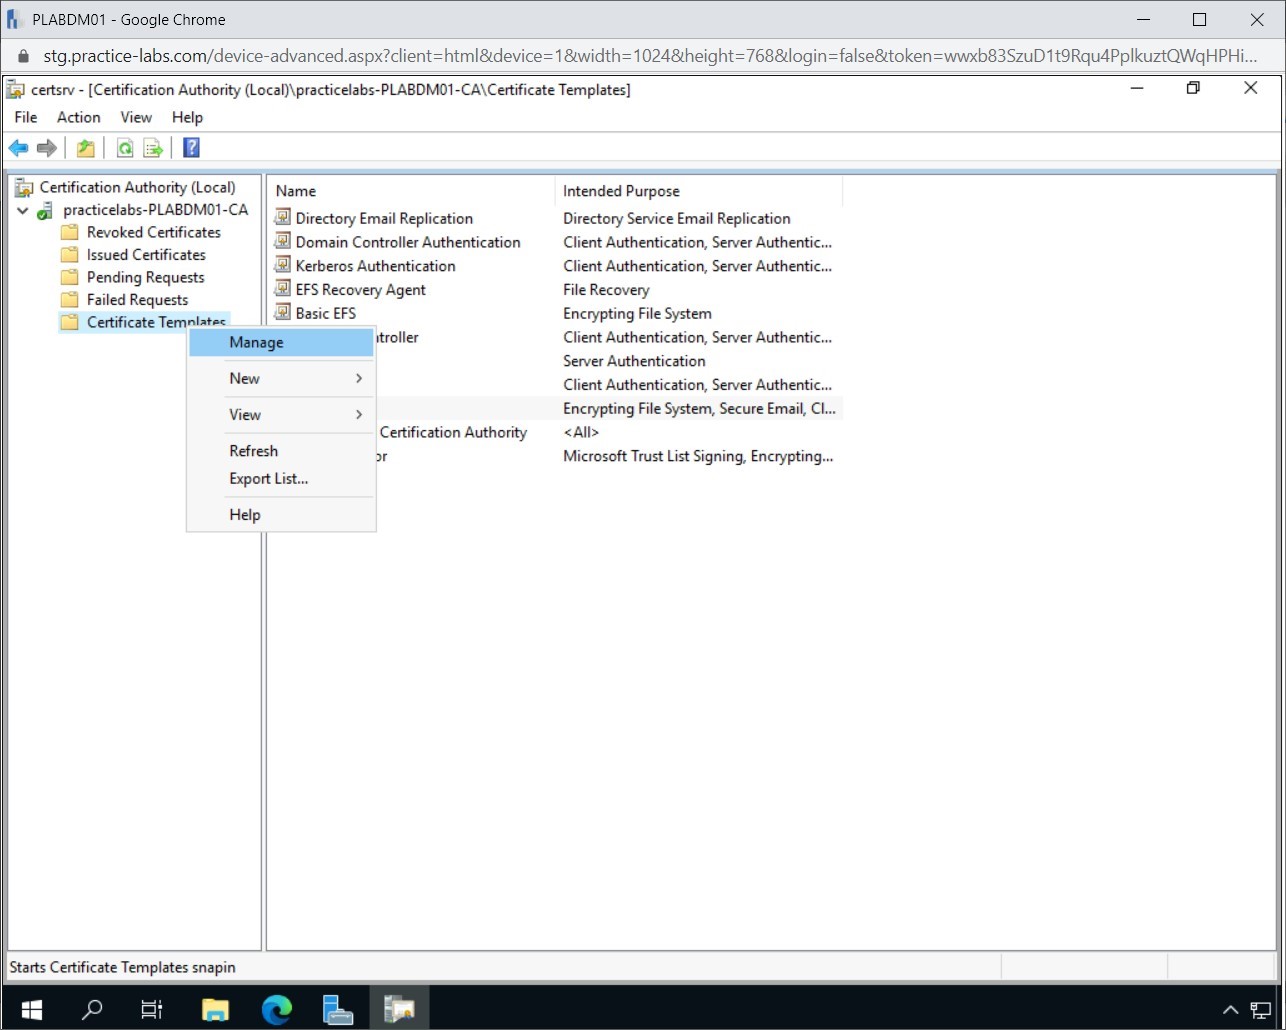 PLABDM01 - Google Chrome
stg.practice-labs.com/device-advanced.aspx?client=html&device=1&width=1024&height=768&login=false&token=wwxb83SzuD1t9Rqu4PplkuztQWqHPHi...
certsrv - [Certification Authority (Local)\practicelabs-PLABDM01-CA\Certificate Templates]
File Action View Help
Certification Authority (Local)
practicelabs-PLABDM01-CA
Revoked Certificates
Issued Certificates
Pending Requests
Failed Requests
Certificate Templates
Manage
New
View
Refresh
Export List...
Help
Name Intended Purpose
Directory Email Replication Directory Service Email Replication
Domain Controller Authentication Client Authentication, Server Authentic...
Kerberos Authentication Client Authentication, Server Authentic...
EFS Recovery Agent File Recovery
Basic EFS Encrypting File System
troller Client Authentication, Server Authentic...
Server Authentication
Client Authentication, Server Authentic...
Encrypting File System, Secure Email, Cl...
Certification Authority <All>
or Microsoft Trust List Signing, Encrypting...
Starts Certificate Templates snapin